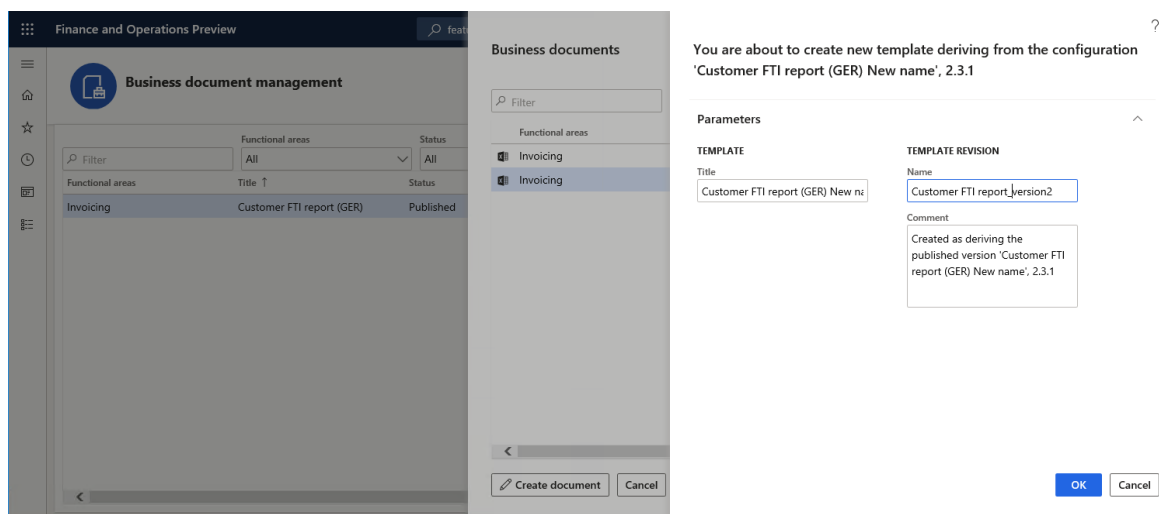 Finance and Operations Preview
feat
Business document management
Functional areas
Status
Filter
All
All
Functional areas
Title ↑
Status
Invoicing
Customer FTI report (GER)
Published
Business documents
Filter
Functional areas
Invoicing
Invoicing
Create document
Cancel
?
You are about to create new template deriving from the configuration
'Customer FTI report (GER) New name', 2.3.1
Parameters
TEMPLATE
Title
Customer FTI report (GER) New na
TEMPLATE REVISION
Name
Customer FTI report_version2
Comment
Created as deriving the
published version 'Customer FTI
report (GER) New name', 2.3.1
OK
Cancel